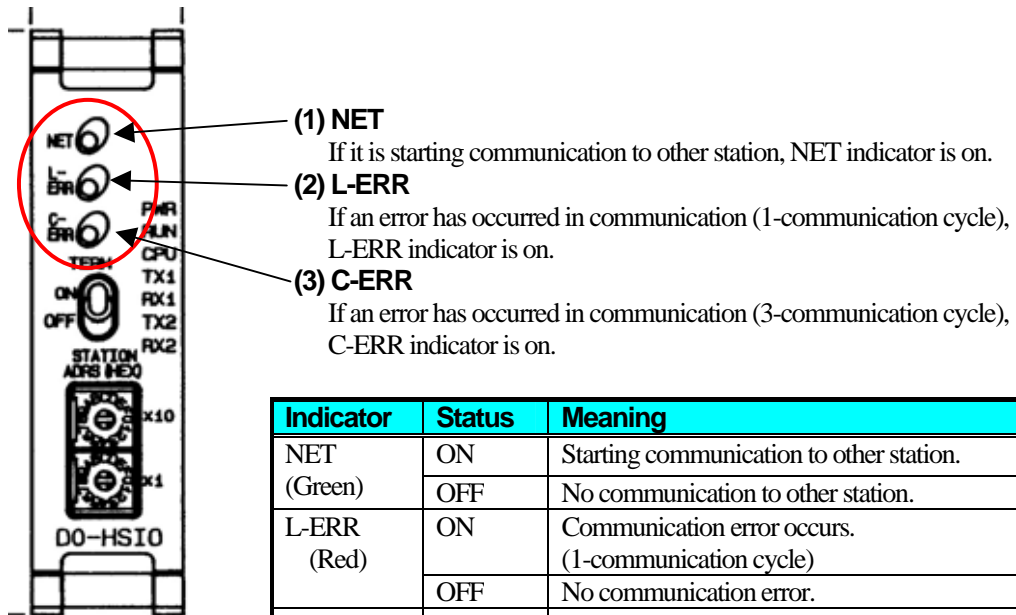 NET
L-
ERR
C-
ERR
PWR
RUN
CPU
TX1
RX1
TX2
RX2
TERM
ON
OFF
STATION
ADRS (HEX)
x10
x1
D0-HSIO
(1) NET
If it is starting communication to other station, NET indicator is on.
(2) L-ERR
If an error has occurred in communication (1-communication cycle),
L-ERR indicator is on.
(3) C-ERR
If an error has occurred in communication (3-communication cycle),
C-ERR indicator is on.
Indicator Status Meaning
NET ON Starting communication to other station.
(Green) OFF No communication to other station.
L-ERR ON Communication error occurs.
(Red) (1-communication cycle)
OFF No communication error.